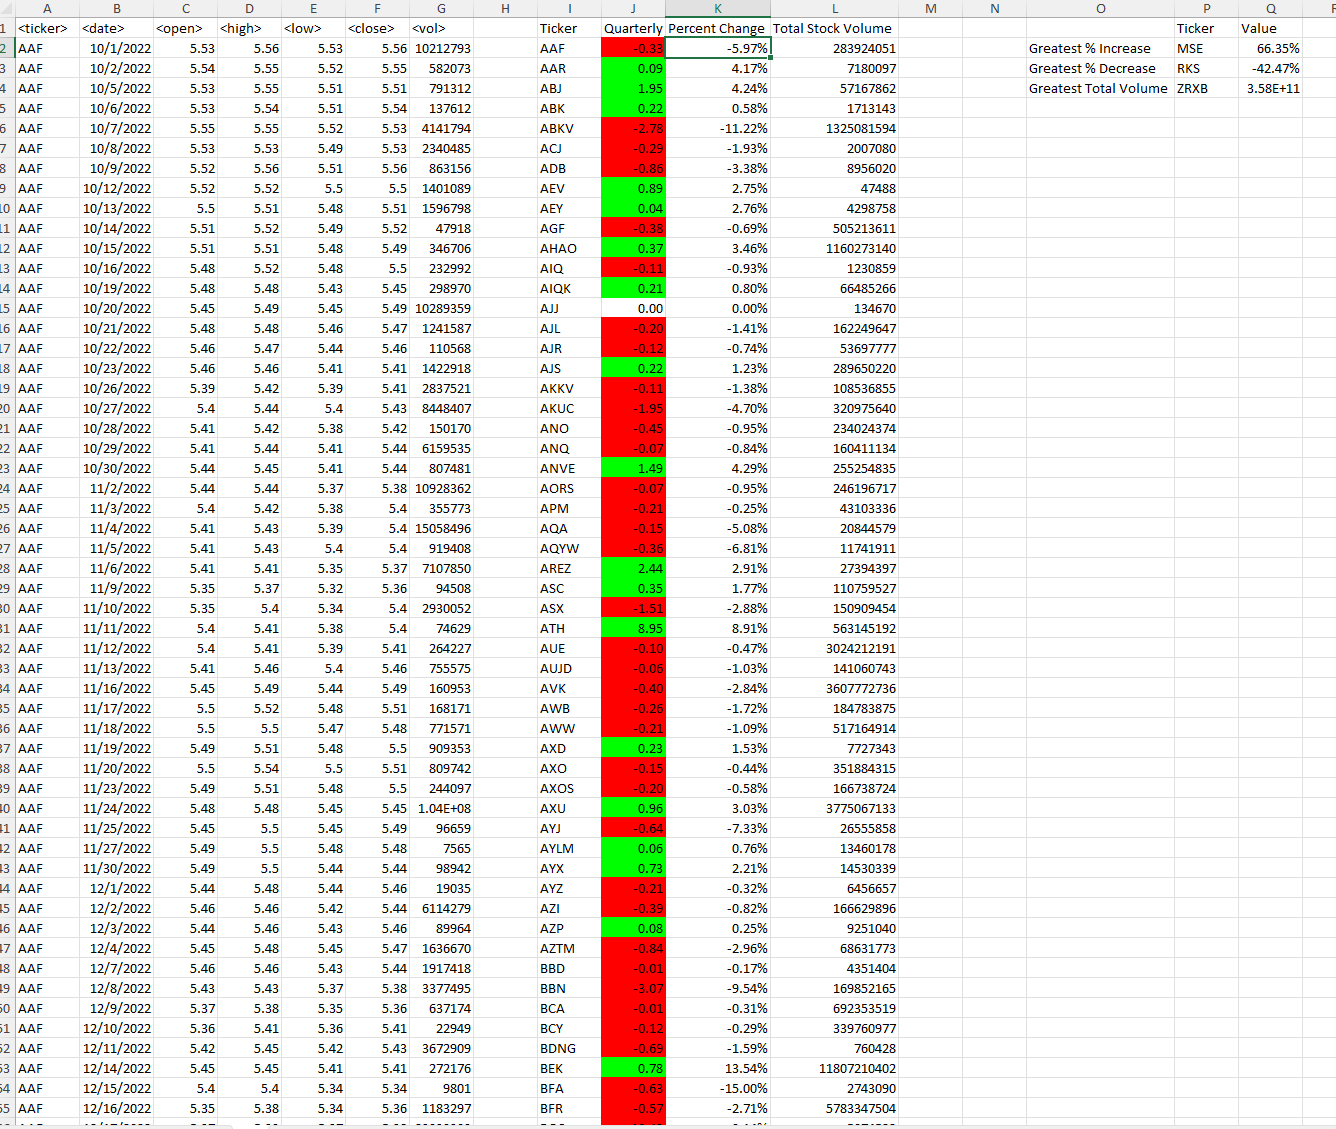 A B C D E F G H I J K L M N O P Q
1 <ticker> <date> <open> <high> <low> <close> <vol> Ticker Quarterly Percent Change Total Stock Volume Ticker Value
2 AAF 10/1/2022 5.53 5.56 5.53 5.56 10212793 AAF -0.33 -5.97% 283924051 Greatest % Increase MSE 66.35%
3 AAF 10/2/2022 5.54 5.55 5.52 5.55 582073 AAR 0.09 4.17% 7180097 Greatest % Decrease RKS -42.47%
4 AAF 10/5/2022 5.53 5.55 5.51 5.51 791312 ABJ 1.95 4.24% 57167862 Greatest Total Volume ZRXB 3.58E+11
5 AAF 10/6/2022 5.53 5.54 5.51 5.54 137612 ABK 0.22 0.58% 1713143
6 AAF 10/7/2022 5.55 5.55 5.52 5.53 4141794 ABKV -2.78 -11.22% 1325081594
7 AAF 10/8/2022 5.53 5.53 5.49 5.53 2340485 ACJ -0.29 -1.93% 2007080
8 AAF 10/9/2022 5.52 5.56 5.51 5.56 863156 ADB -0.86 -3.38% 8956020
9 AAF 10/12/2022 5.52 5.52 5.5 5.5 1401089 AEV 0.89 2.75% 47488
AAF 10/13/2022 5.5 5.51 5.48 5.51 1596798 AEY 0.04 2.76% 4298758
AAF 10/14/2022 5.51 5.52 5.49 5.52 47918 AGF -0.38 -0.69% 505213611
AAF 10/15/2022 5.51 5.51 5.48 5.49 346706 AHAO 0.37 3.46% 1160273140
AAF 10/16/2022 5.48 5.52 5.48 5.5 232992 AIQ -0.11 -0.93% 1230859
AAF 10/19/2022 5.48 5.48 5.43 5.45 298970 AIQK 0.21 0.80% 66485266
AAF 10/20/2022 5.45 5.49 5.45 5.49 10289359 AJJ 0.00 0.00% 134670
AAF 10/21/2022 5.48 5.48 5.46 5.47 1241587 AJL -0.20 -1.41% 162249647
AAF 10/22/2022 5.46 5.47 5.44 5.46 110568 AJR -0.12 -0.74% 53697777
AAF 10/23/2022 5.46 5.46 5.41 5.41 1422918 AJS 0.22 1.23% 289650220
AAF 10/26/2022 5.39 5.42 5.39 5.41 2837521 AKKV -0.11 -1.38% 108536855
AAF 10/27/2022 5.4 5.44 5.4 5.43 8448407 AKUC -1.95 -4.70% 320975640
AAF 10/28/2022 5.41 5.42 5.38 5.42 150170 ANO -0.45 -0.95% 234024374
AAF 10/29/2022 5.41 5.44 5.41 5.44 6159535 ANQ -0.07 -0.84% 160411134
AAF 10/30/2022 5.44 5.45 5.41 5.44 807481 ANVE 1.49 4.29% 255254835
AAF 11/2/2022 5.44 5.44 5.37 5.38 10928362 AORS -0.07 -0.95% 246196717
AAF 11/3/2022 5.4 5.42 5.38 5.4 355773 APM -0.21 -0.25% 43103336
AAF 11/4/2022 5.41 5.43 5.39 5.4 15058496 AQA -0.15 -5.08% 20844579
AAF 11/5/2022 5.41 5.43 5.4 5.4 919408 AQYW -0.36 -6.81% 11741911
AAF 11/6/2022 5.41 5.41 5.35 5.37 7107850 AREZ 2.44 2.91% 27394397
AAF 11/9/2022 5.35 5.37 5.32 5.36 94508 ASC 0.35 1.77% 110759527
AAF 11/10/2022 5.35 5.4 5.34 5.4 2930052 ASX -1.51 -2.88% 150909454
AAF 11/11/2022 5.4 5.41 5.38 5.4 74629 ATH 8.95 8.91% 563145192
AAF 11/12/2022 5.4 5.41 5.39 5.41 264227 AUE -0.10 -0.47% 3024212191
AAF 11/13/2022 5.41 5.46 5.4 5.46 755575 AUJD -0.06 -1.03% 141060743
AAF 11/16/2022 5.45 5.49 5.44 5.49 160953 AVK -0.40 -2.84% 3607772736
AAF 11/17/2022 5.5 5.52 5.48 5.51 168171 AWB -0.26 -1.72% 184783875
AAF 11/18/2022 5.5 5.5 5.47 5.48 771571 AWW -0.21 -1.09% 517164914
AAF 11/19/2022 5.49 5.51 5.48 5.5 909353 AXD 0.23 1.53% 7727343
AAF 11/20/2022 5.5 5.54 5.5 5.51 809742 AXO -0.15 -0.44% 351884315
AAF 11/23/2022 5.49 5.51 5.48 5.5 244097 AXOS -0.20 -0.58% 166738724
AAF 11/24/2022 5.48 5.48 5.45 5.45 1.04E+08 AXU 0.96 3.03% 3775067133
AAF 11/25/2022 5.45 5.5 5.45 5.49 96659 AYJ -0.64 -7.33% 26555858
AAF 11/27/2022 5.49 5.5 5.48 5.48 7565 AYLM 0.06 0.76% 13460178
AAF 11/30/2022 5.49 5.5 5.44 5.44 98942 AYX 0.73 2.21% 14530339
AAF 12/1/2022 5.44 5.48 5.44 5.46 19035 AYZ -0.21 -0.32% 6456657
AAF 12/2/2022 5.46 5.46 5.42 5.44 6114279 AZI -0.39 -0.82% 166629896
AAF 12/3/2022 5.44 5.46 5.43 5.46 89964 AZP 0.08 0.25% 9251040
AAF 12/4/2022 5.45 5.48 5.45 5.47 1636670 AZTM -0.84 -2.96% 68631773
AAF 12/7/2022 5.46 5.46 5.43 5.44 1917418 BBD -0.01 -0.17% 4351404
AAF 12/8/2022 5.43 5.43 5.37 5.38 3377495 BBN -3.07 -9.54% 169852165
AAF 12/9/2022 5.37 5.38 5.35 5.36 637174 BCA -0.01 -0.31% 692353519
AAF 12/10/2022 5.36 5.41 5.36 5.41 22949 BCY -0.12 -0.29% 339760977
AAF 12/11/2022 5.42 5.45 5.42 5.43 3672909 BDNG -0.69 -1.59% 760428
AAF 12/14/2022 5.45 5.45 5.41 5.41 272176 BEK 0.78 13.54% 11807210402
AAF 12/15/2022 5.4 5.4 5.34 5.34 9801 BFA -0.63 -15.00% 2743090
AAF 12/16/2022 5.35 5.38 5.34 5.36 1183297 BFR -0.57 -2.71% 5783347504